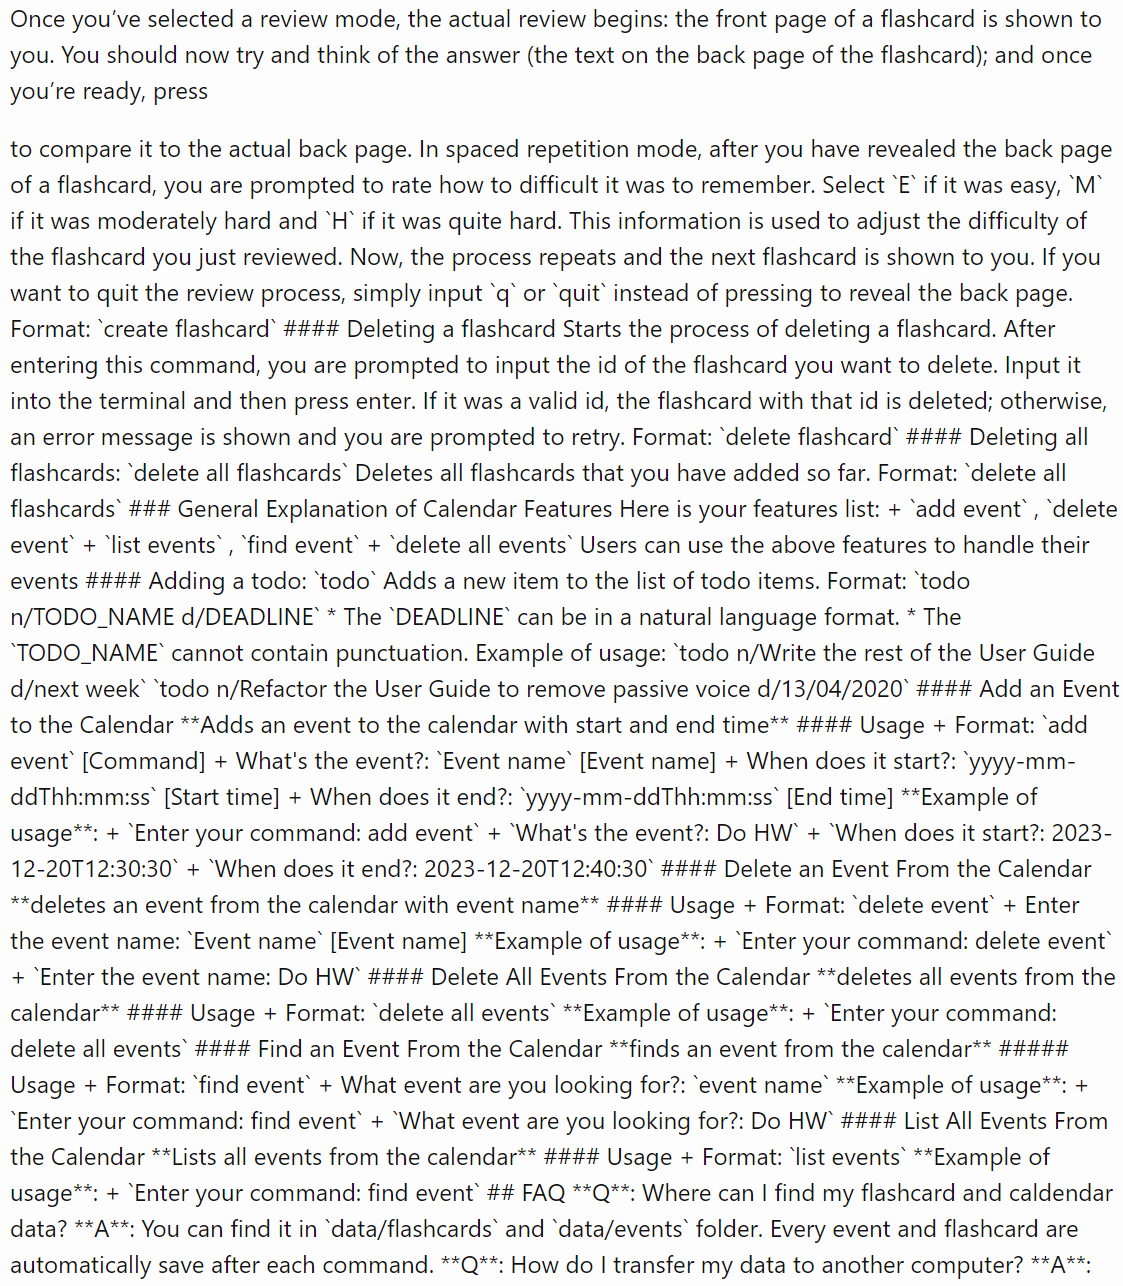 Once you’ve selected a review mode, the actual review begins: the front page of a flashcard is shown to
you. You should now try and think of the answer (the text on the back page of the flashcard); and once
you’re ready, press
to compare it to the actual back page. In spaced repetition mode, after you have revealed the back page
of a flashcard, you are prompted to rate how to difficult it was to remember. Select `E` if it was easy, `M`
if it was moderately hard and `H` if it was quite hard. This information is used to adjust the difficulty of
the flashcard you just reviewed. Now, the process repeats and the next flashcard is shown to you. If you
want to quit the review process, simply input `q` or `quit` instead of pressing to reveal the back page.
Format: `create flashcard` #### Deleting a flashcard Starts the process of deleting a flashcard. After
entering this command, you are prompted to input the id of the flashcard you want to delete. Input it
into the terminal and then press enter. If it was a valid id, the flashcard with that id is deleted; otherwise,
an error message is shown and you are prompted to retry. Format: `delete flashcard` #### Deleting all
flashcards: `delete all flashcards` Deletes all flashcards that you have added so far. Format: `delete all
flashcards` ### General Explanation of Calendar Features Here is your features list: + `add event` , `delete
event` + `list events` , `find event` + `delete all events` Users can use the above features to handle their
events #### Adding a todo: `todo` Adds a new item to the list of todo items. Format: `todo
n/TODO_NAME d/DEADLINE` * The `DEADLINE` can be in a natural language format. * The
`TODO_NAME` cannot contain punctuation. Example of usage: `todo n/Write the rest of the User Guide
d/next week` `todo n/Refactor the User Guide to remove passive voice d/13/04/2020` #### Add an Event
to the Calendar **Adds an event to the calendar with start and end time** #### Usage + Format: `add
event` [Command] + What's the event?: `Event name` [Event name] + When does it start?: `yyyy-mm-
ddThh:mm:ss` [Start time] + When does it end?: `yyyy-mm-ddThh:mm:ss` [End time] **Example of
usage**: + `Enter your command: add event` + `What's the event?: Do HW` + `When does it start?: 2023-
12-20T12:30:30` + `When does it end?: 2023-12-20T12:40:30` #### Delete an Event From the Calendar
**deletes an event from the calendar with event name** #### Usage + Format: `delete event` + Enter
the event name: `Event name` [Event name] **Example of usage**: + `Enter your command: delete event`
+ `Enter the event name: Do HW` #### Delete All Events From the Calendar **deletes all events from the
calendar** #### Usage + Format: `delete all events` **Example of usage**: + `Enter your command:
delete all events` #### Find an Event From the Calendar **finds an event from the calendar** #####
Usage + Format: `find event` + What event are you looking for?: `event name` **Example of usage**: +
`Enter your command: find event` + `What event are you looking for?: Do HW` #### List All Events From
the Calendar **Lists all events from the calendar** #### Usage + Format: `list events` **Example of
usage**: + `Enter your command: find event` ## FAQ **Q**: Where can I find my flashcard and caldendar
data? **A**: You can find it in `data/flashcards` and `data/events` folder. Every event and flashcard are
automatically save after each command. **Q**: How do I transfer my data to another computer? **A**: